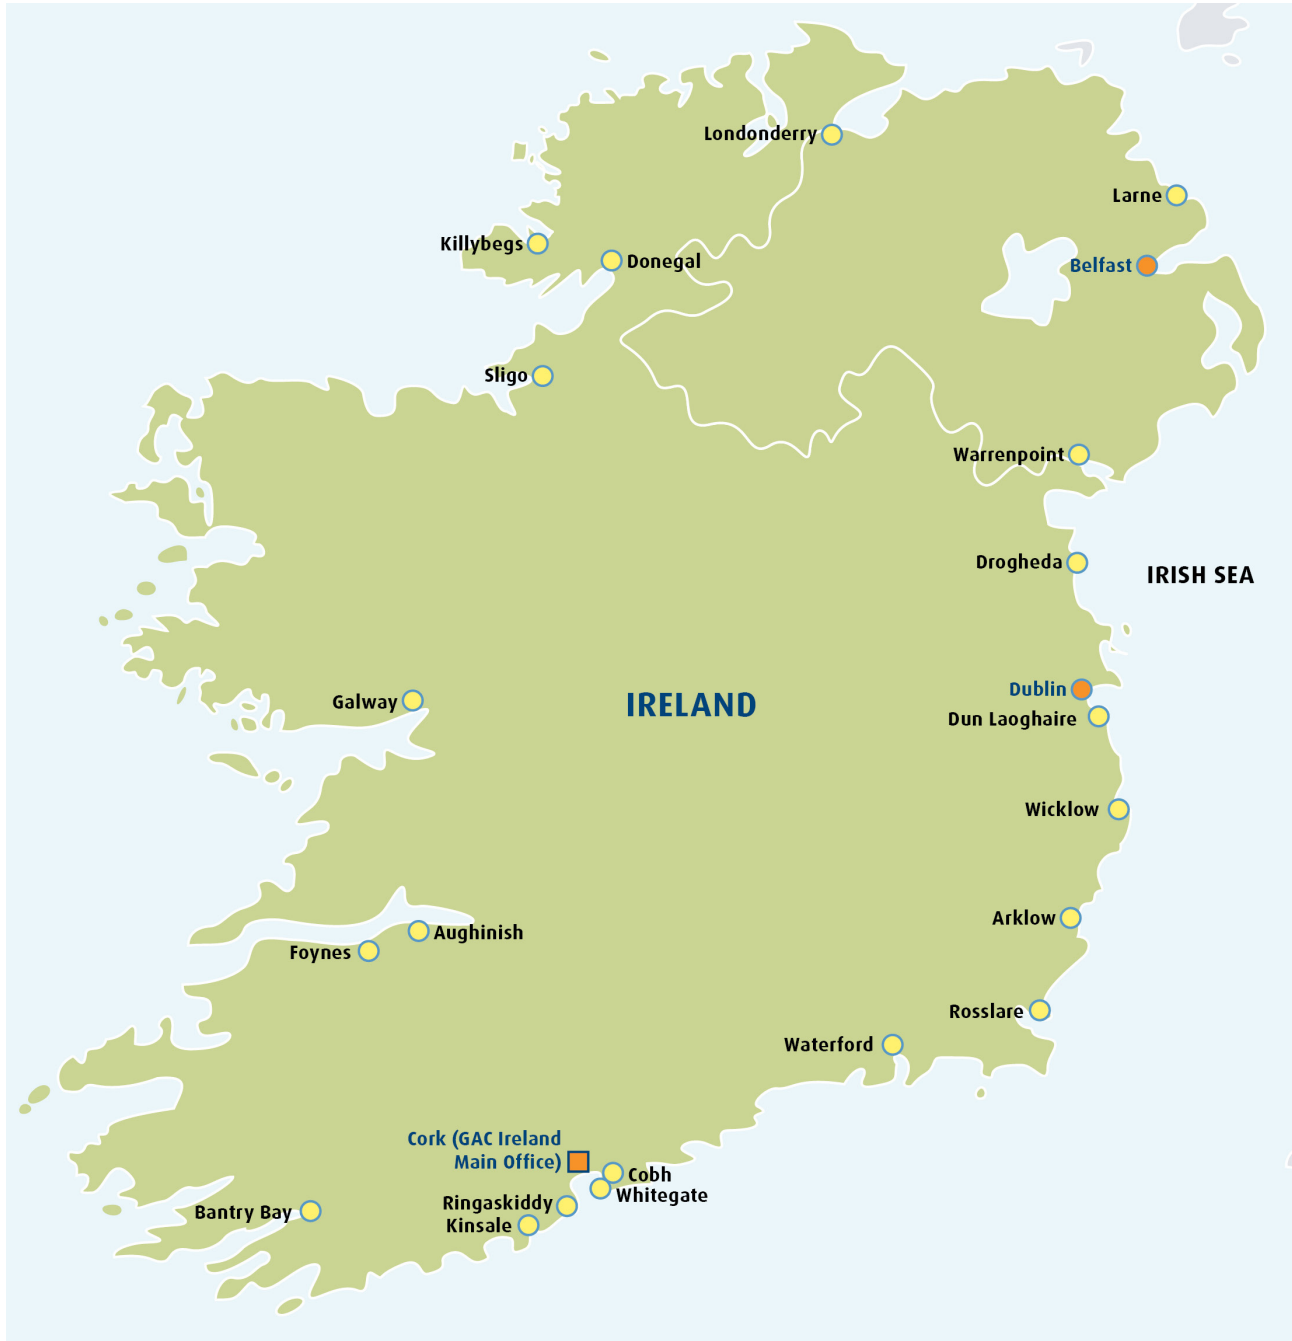 Londonderry
Larne
Killybegs
Donegal
Belfast
Sligo
Warrenpoint
Drogheda
IRISH SEA
Dublin
Galway
IRELAND
Dun Laoghaire
Wicklow
Arklow
Aughinish
Foynes
Rosslare
Waterford
Cork (GAC Ireland
Main Office)
Cobh
Whitegate
Ringaskiddy
Bantry Bay
Kinsale